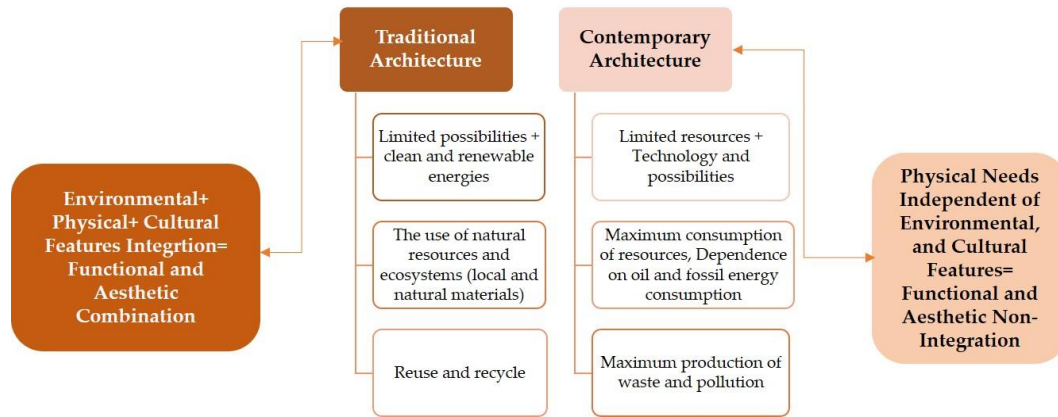 Traditional
Architecture
Contemporary
Architecture
Environmental+
Physical+ Cultural
Features Integrtion=
Functional and
Aesthetic
Combination
Limited possibilities +
clean and renewable
energies
The use of natural
resources and
ecosystems (local and
natural materials)
Reuse and recycle
Limited resources +
Technology and
possibilities
Maximum consumption
of resources, Dependence
on oil and fossil energy
consumption
Maximum production of
waste and pollution
Physical Needs
Independent of
Environmental,
and Cultural
Features=
Functional and
Aesthetic Non-
Integration